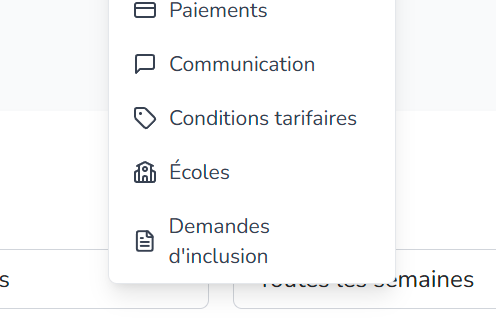 Paiements
Communication
Conditions tarifaires
Écoles
Demandes
d'inclusion
s
Toutes les semaines